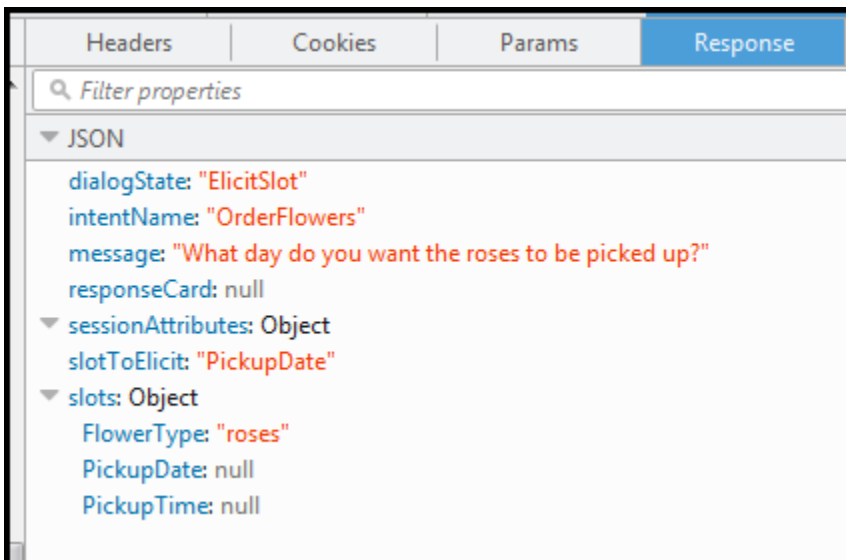 Headers Cookies Params Response
Filter properties
JSON
dialogState: "ElicitSlot"
intentName: "OrderFlowers"
message: "What day do you want the roses to be picked up?"
responseCard: null
sessionAttributes: Object
slotToElicit: "PickupDate"
slots: Object
FlowerType: "roses"
PickupDate: null
PickupTime: null